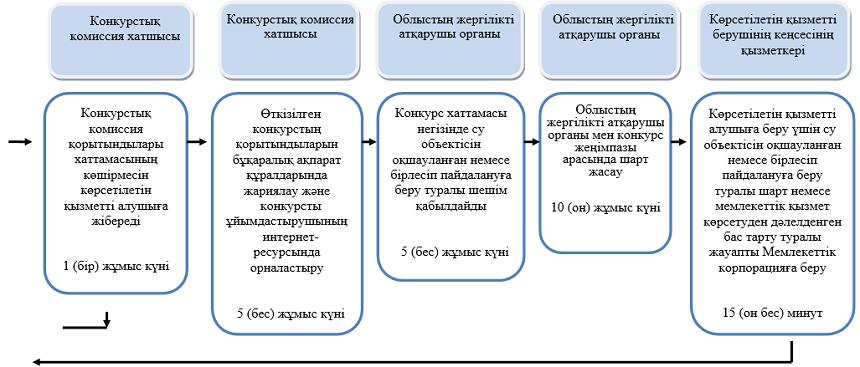 Конкурстық
комиссия хатшысы
Конкурстық комиссия
хатшысы
Облыстың жергілікті
атқарушы органы
Облыстың жергілікті
атқарушы органы
Көрсетілетін қызметті
берушінің кеңсесінің
қызметкері
Конкурстық
комиссия
қорытындылары
хаттамасының
көшірмесін
көрсетілетін
қызметті алушыға
жібереді
1 (бір) жұмыс күні
Өткізілген
конкурстың
қорытындыларын
бұқаралық ақпарат
құралдарында
жариялау және
конкурсты
ұйымдастырушының
интернет-
ресурсында
орналастыру
5 (бес) жұмыс күні
Конкурс хаттамасы
негізінде су
объектісін
оқшауланған немесе
бірлесіп пайдалануға
беру туралы шешім
қабылдайды
5 (бес) жұмыс күні
Облыстың
жергілікті атқарушы
органы мен конкурс
жеңімпазы
арасында шарт
жасау
10 (он) жұмыс күні
Көрсетілетін қызметті
алушыға беру үшін су
объектісін оқшауланған
немесе бірлесіп
пайдалануға беру
туралы шарт немесе
мемлекеттік қызмет
көрсетуден дәлелденген
бас тарту туралы
жауапты Мемлекеттік
корпорацияға беру
15 (он бес) минут